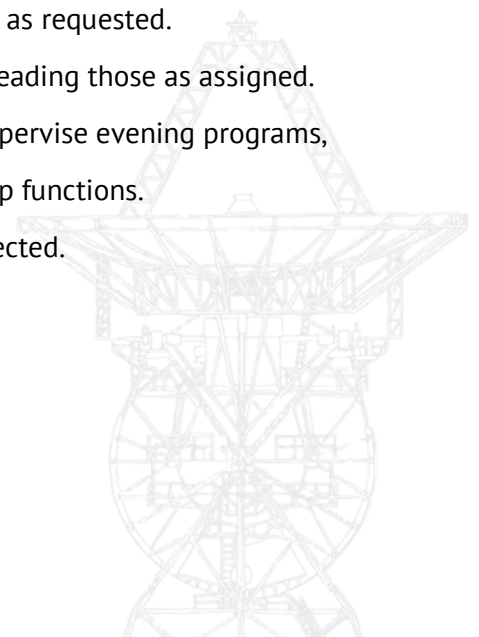 as requested.
eading those as assigned.
pervise evening programs,
p functions.
ected.